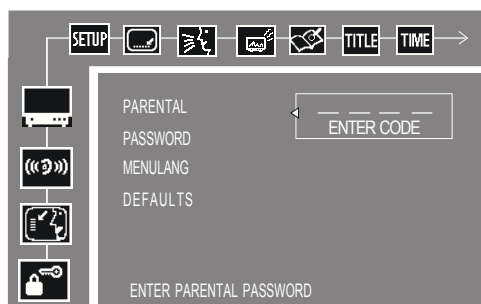 SETUP TITLE TIME
PARENTAL
ENTER CODE
PASSWORD
MENULANG
DEFAULTS
ENTER PARENTAL PASSWORD